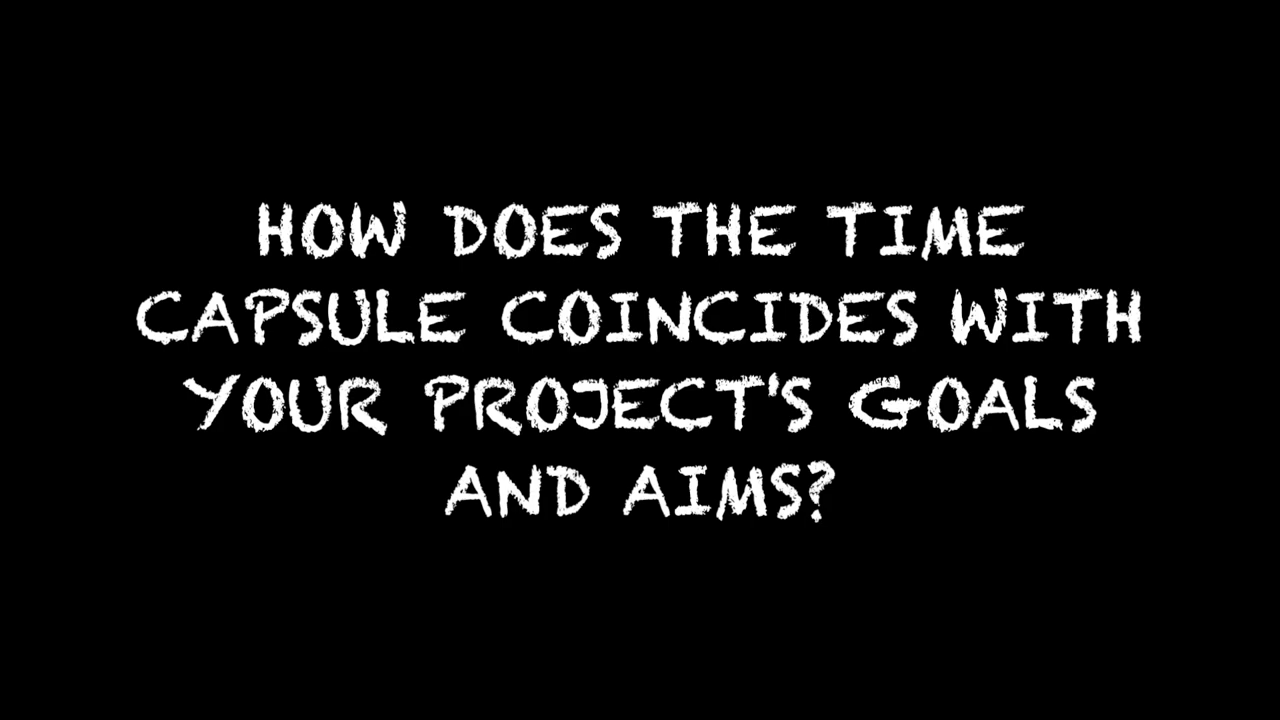 HOW DOES THE TIME
CAPSULE COINCIDES WITH
YOUR PROJECT'S GOALS
AND AIMS?